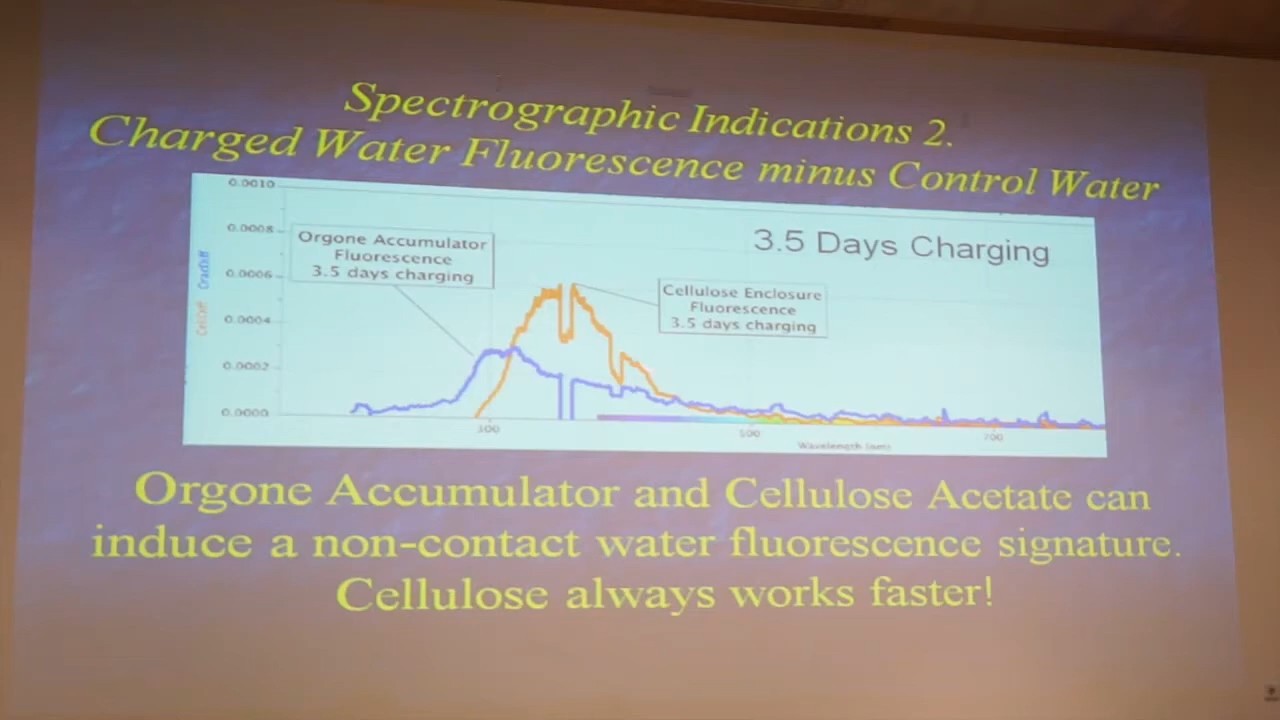 Spectrographic Indications 2.
Charged Water Fluorescence minus Control Water
0.0010
0.0008
0.0006
0.0004
0.0002
0.0000
Orgone Accumulator
Fluorescence
3.5 days charging
3.5 Days Charging
Cellulose Enclosure
Fluorescence
3.5 days charging
300
500
700
Wavelength (nm)
Orgone Accumulator and Cellulose Acetate can
induce a non-contact water fluorescence signature.
Cellulose always works faster!